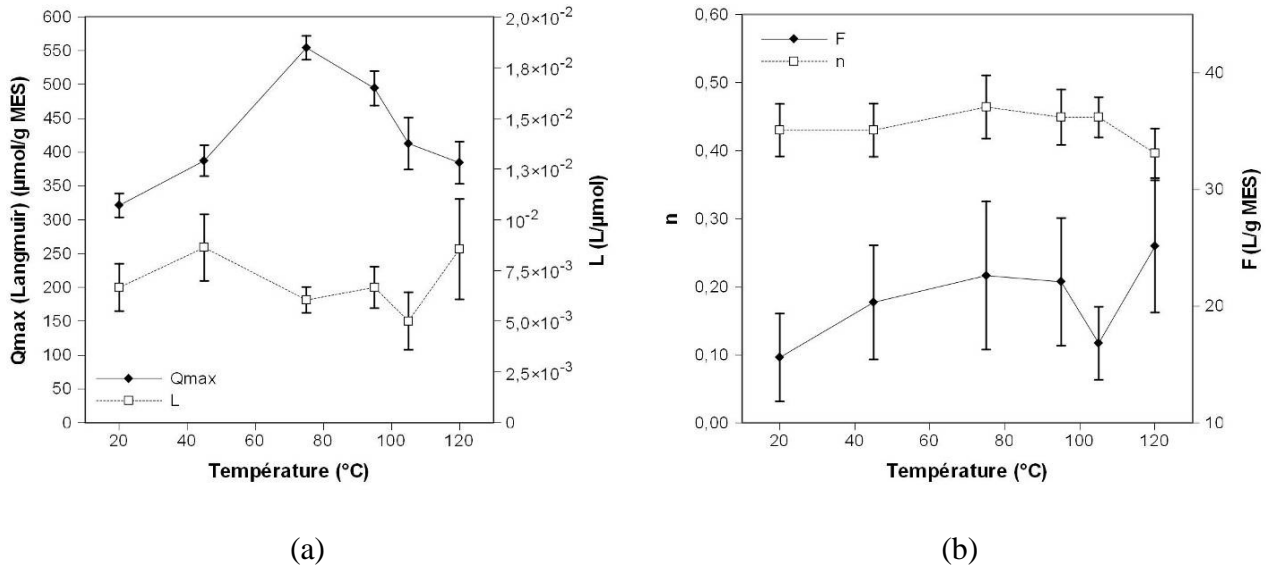 600
550
500
450
400
350
300
250
200
150
100
50
0
Qmax (Langmuir) (µmol/g MES)
2,0×10⁻²
1,8×10⁻²
1,5×10⁻²
1,3×10⁻²
10⁻²
7,5×10⁻³
5,0×10⁻³
2,5×10⁻³
0
L (L/µmol)
Qmax
L
20 40 60 80 100 120
Température (°C)
(a)
0,60
0,50
0,40
0,30
0,20
0,10
0,00
n
40
30
20
10
F (L/g MES)
F
n
20 40 60 80 100 120
Température (°C)
(b)